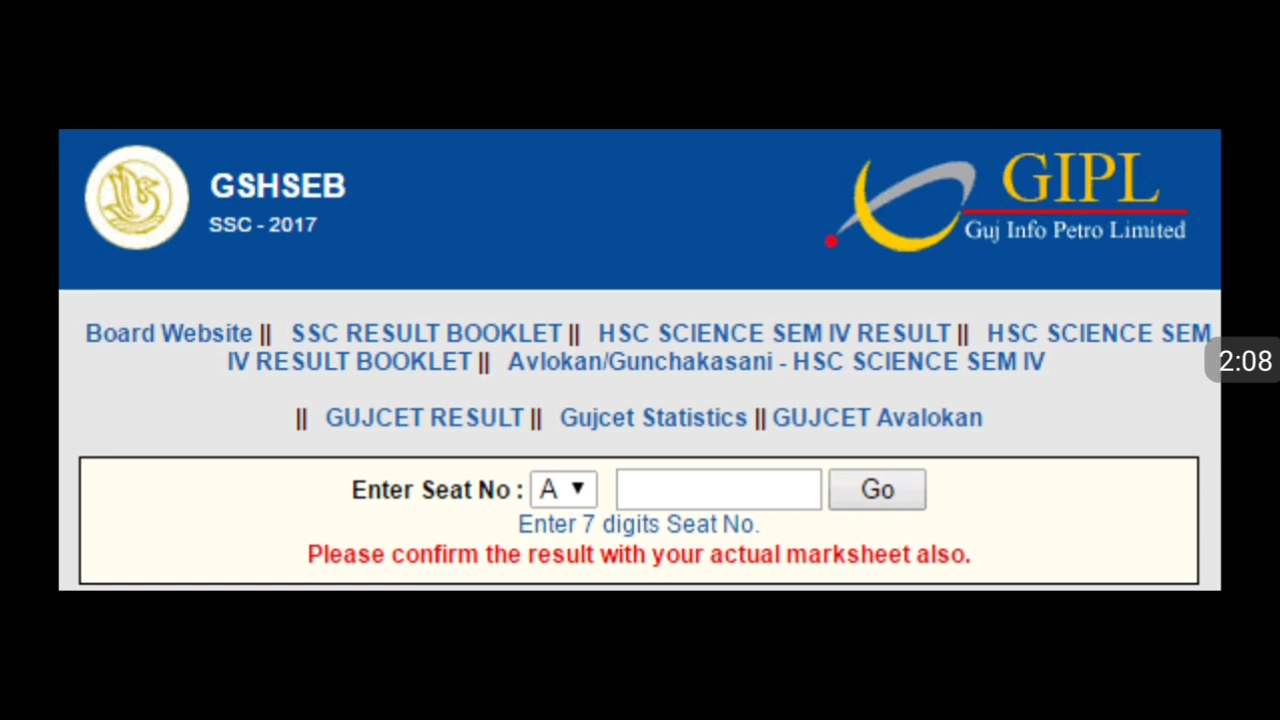 GSHSEB
SSC - 2017
GIPL
Guj Info Petro Limited
Board Website || SSC RESULT BOOKLET || HSC SCIENCE SEM IV RESULT || HSC SCIENCE SEM
IV RESULT BOOKLET || Avlokan/Gunchakasani - HSC SCIENCE SEM IV
|| GUJCET RESULT || Gujcet Statistics || GUJCET Avalokan
Enter Seat No : A ▼ Go
Enter 7 digits Seat No.
Please confirm the result with your actual marksheet also.
2:08